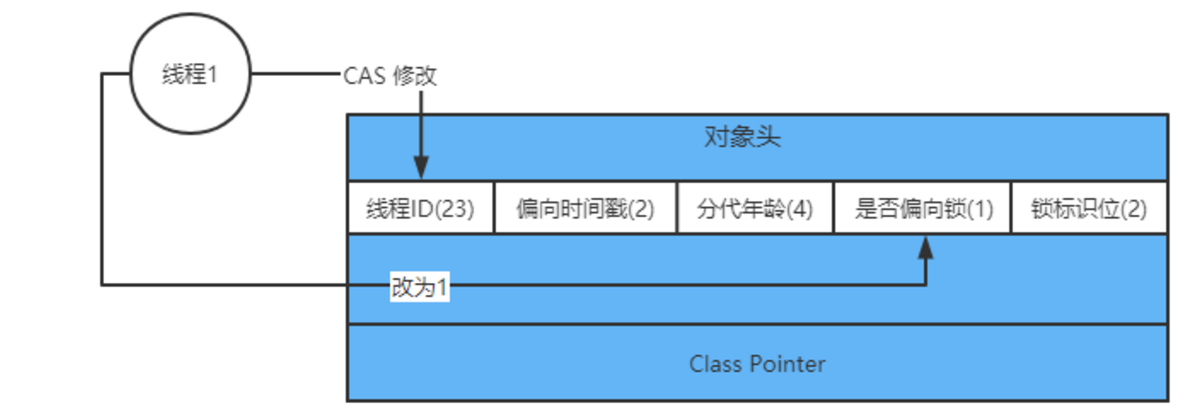 线程1
CAS 修改
对象头
线程ID(23) 偏向时间戳(2) 分代年龄(4) 是否偏向锁(1) 锁标识位(2)
改为1
Class Pointer